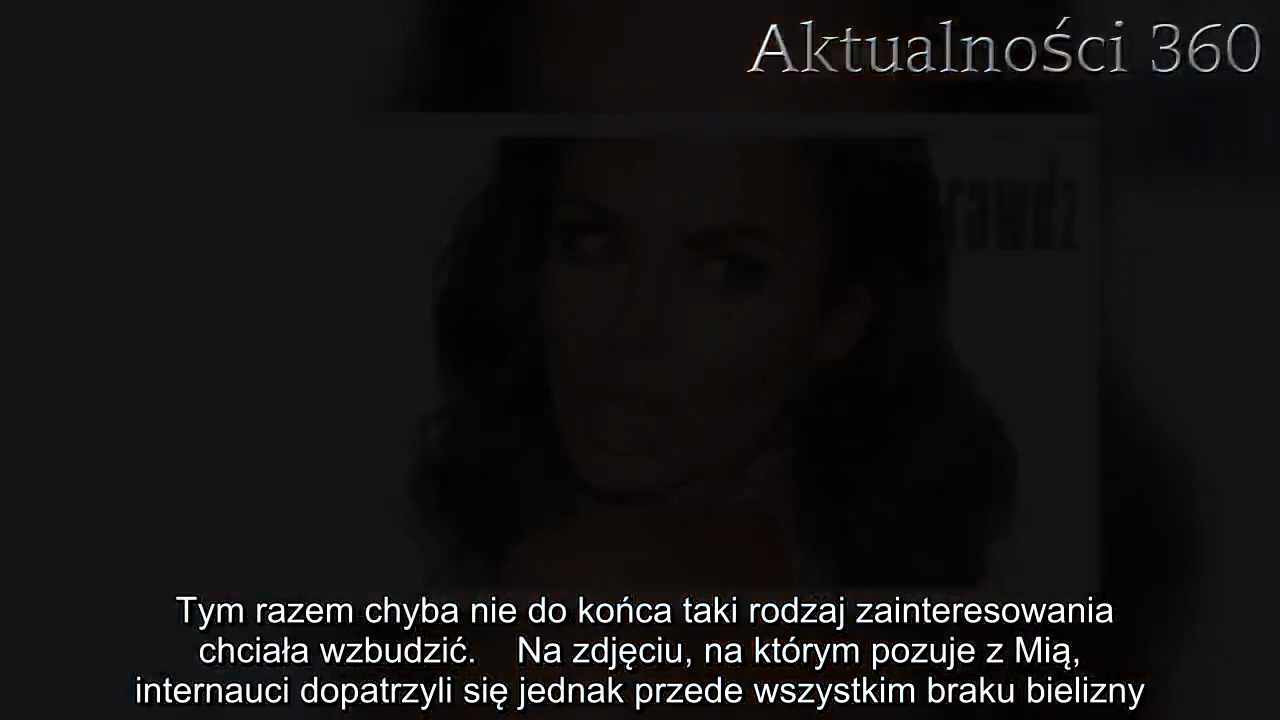 Aktualności 360
rawdz
Tym razem chyba nie do końca taki rodzaj zainteresowania
chciała wzbudzić. Na zdjęciu, na którym pozuje z Mią,
internauci dopatrzyli się jednak przede wszystkim braku bielizny